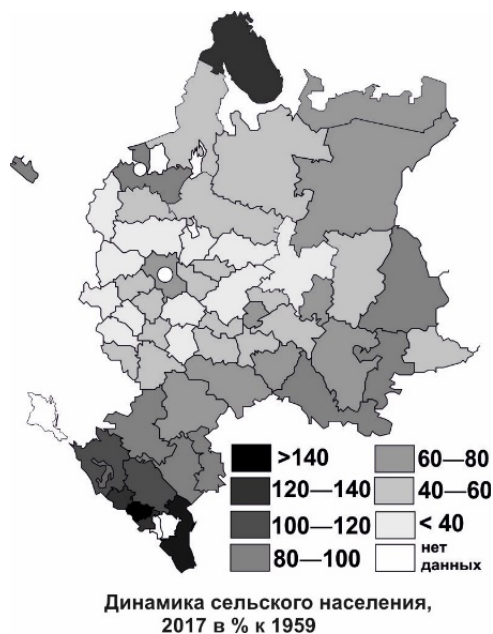 >140
120—140
100—120
80—100
60—80
40—60
< 40
нет
данных
Динамика сельского населения,
2017 в % к 1959